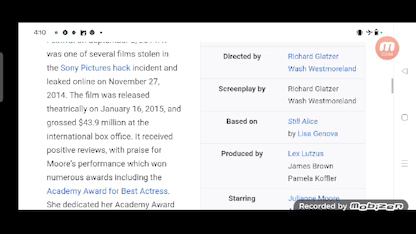 4:10
was one of several films stolen in
the Sony Pictures hack incident and
leaked online on November 27,
2014. The film was released
theatrically on January 16, 2015, and
grossed $43.9 million at the
international box office. It received
positive reviews, with praise for
Moore's performance which won
numerous awards including the
Academy Award for Best Actress.
She dedicated her Academy Award
Directed by Richard Glatzer
Wash Westmoreland
Screenplay by Richard Glatzer
Wash Westmoreland
Based on Still Alice
by Lisa Genova
Produced by Lex Lutzus
James Brown
Pamela Koffler
Starring Julianne Moore
Recorded by Mobizen